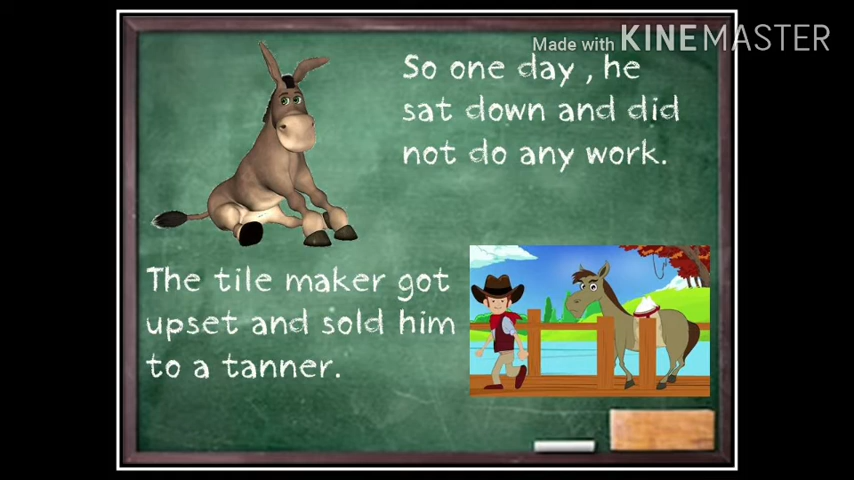 Made with KINEMASTER
So one day , he
sat down and did
not do any work.
The tile maker got
upset and sold him
to a tanner.